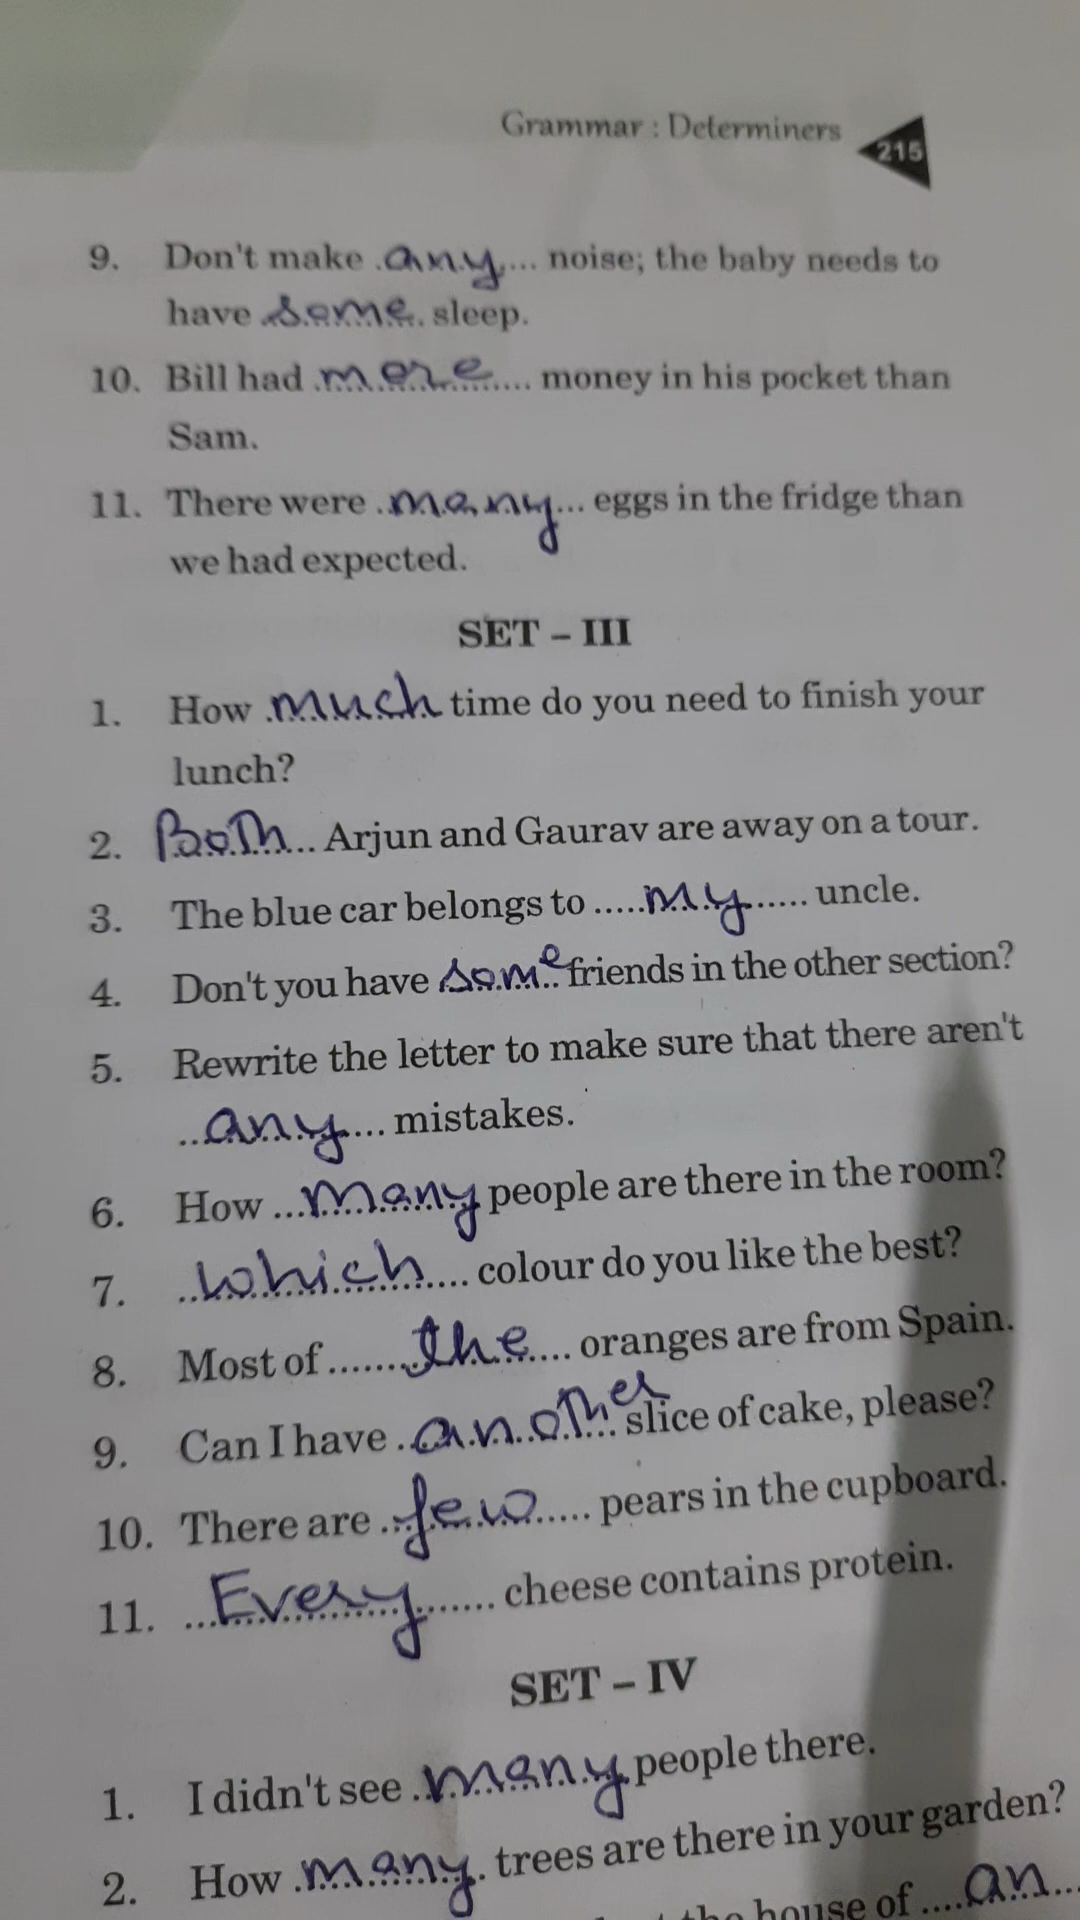 Grammar : Determiners 215
9. Don't make any noise; the baby needs to
have some sleep.
10. Bill had more money in his pocket than
Sam.
11. There were many eggs in the fridge than
we had expected.
SET – III
1. How much time do you need to finish your
lunch?
2. Both Arjun and Gaurav are away on a tour.
3. The blue car belongs to my uncle.
4. Don't you have some friends in the other section?
5. Rewrite the letter to make sure that there aren't
any mistakes.
6. How many people are there in the room?
7. which colour do you like the best?
8. Most of the oranges are from Spain.
9. Can I have another slice of cake, please?
10. There are few pears in the cupboard.
11. Every cheese contains protein.
SET – IV
1. I didn't see many people there.
2. How many trees are there in your garden?
the house of an